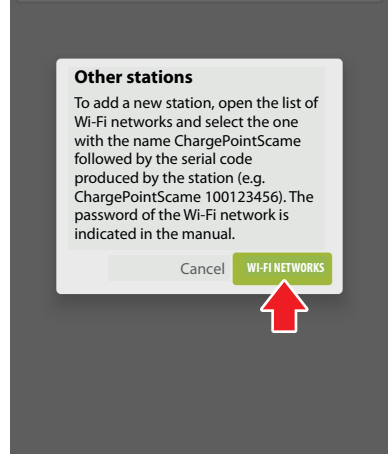 Other stations
To add a new station, open the list of
Wi-Fi networks and select the one
with the name ChargePointScame
followed by the serial code
produced by the station (e.g.
ChargePointScame 100123456). The
password of the Wi-Fi network is
indicated in the manual.
Cancel WI-FI NETWORKS